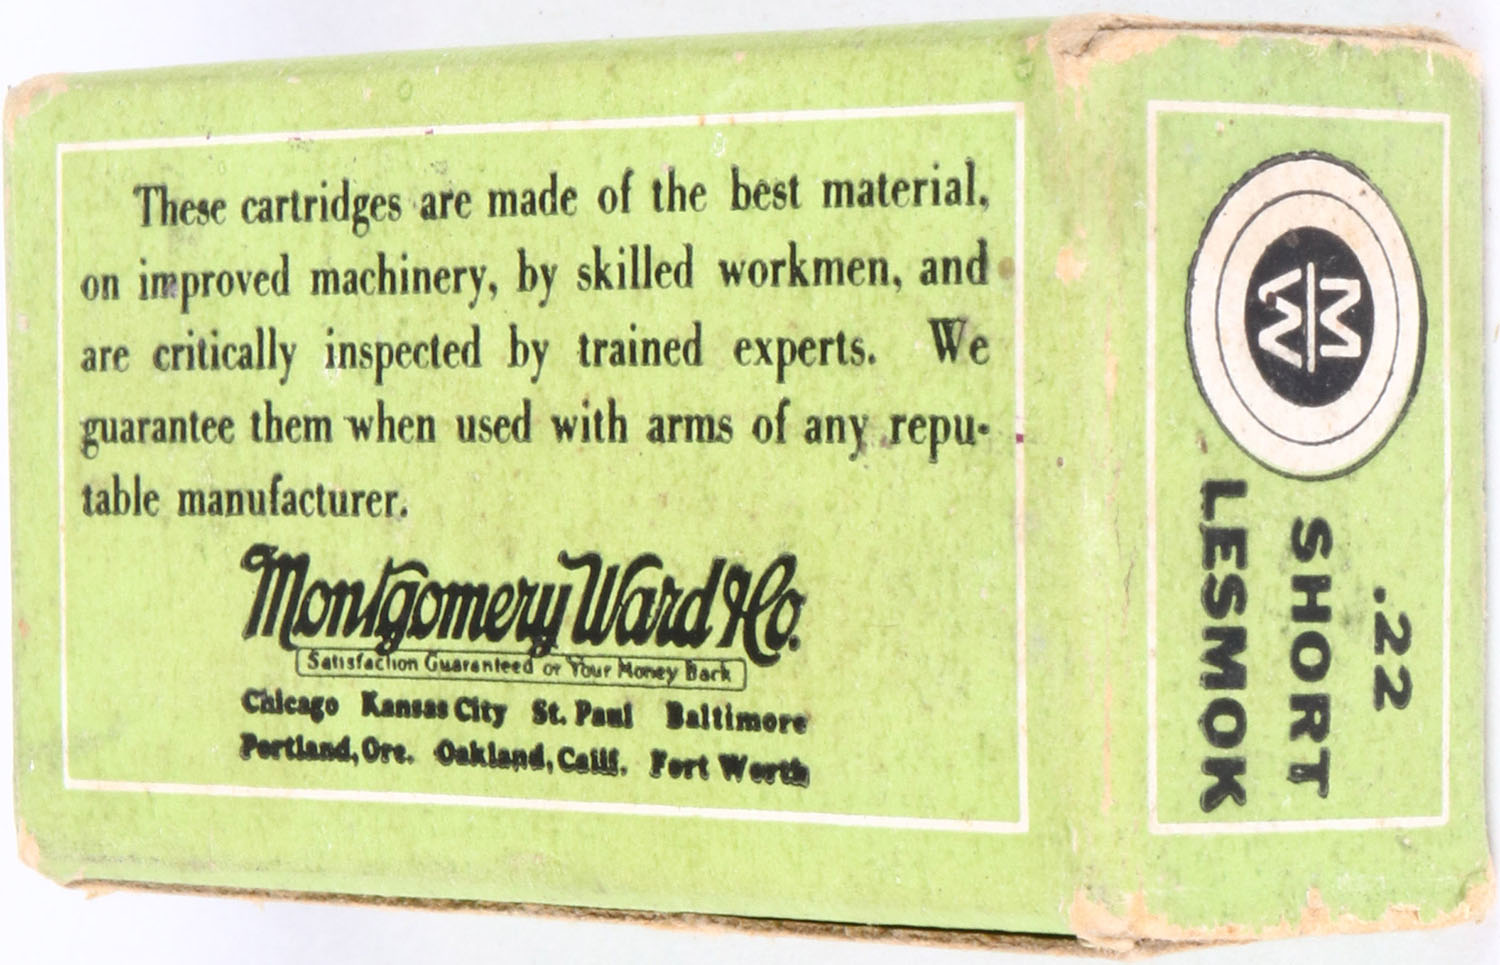 These cartridges are made of the best material,
on improved machinery, by skilled workmen, and
are critically inspected by trained experts. We
guarantee them when used with arms of any repu-
table manufacturer.
Montgomery Ward & Co.
Satisfaction Guaranteed or Your Money Back
Chicago Kansas City St. Paul Baltimore
Portland, Ore. Oakland, Calif. Fort Worth
M W
.22
SHORT
LESMOK